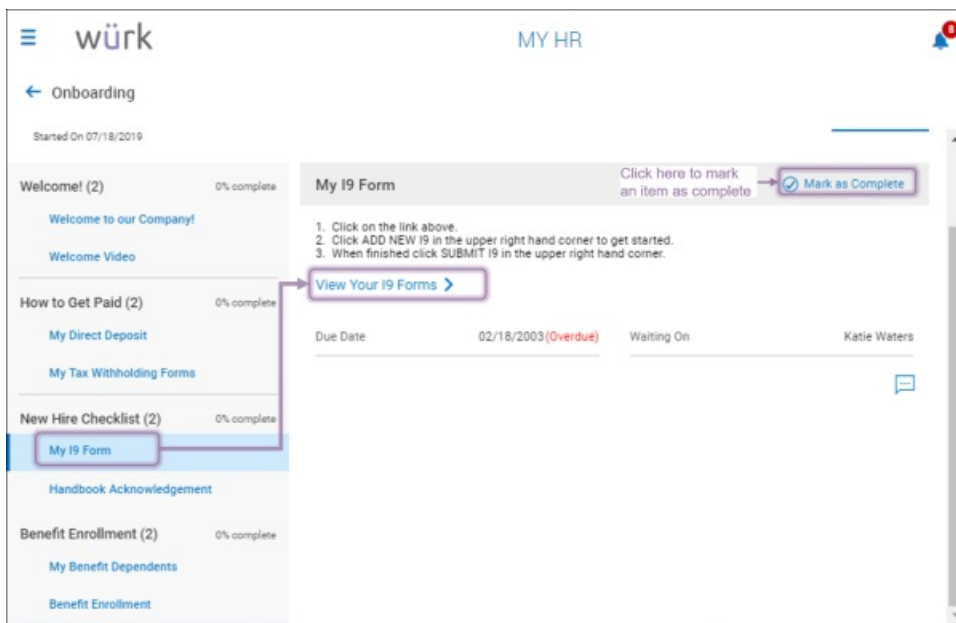 würk
MY HR
8
Onboarding
Started On 07/18/2019
Welcome! (2) 0% complete
Welcome to our Company!
Welcome Video
How to Get Paid (2) 0% complete
My Direct Deposit
My Tax Withholding Forms
New Hire Checklist (2) 0% complete
My I9 Form
Handbook Acknowledgement
Benefit Enrollment (2) 0% complete
My Benefit Dependents
Benefit Enrollment
My I9 Form
Click here to mark
an item as complete
Mark as Complete
1. Click on the link above.
2. Click ADD NEW I9 in the upper right hand corner to get started.
3. When finished click SUBMIT I9 in the upper right hand corner.
View Your I9 Forms
Due Date 02/18/2003(Overdue) Waiting On Katie Waters